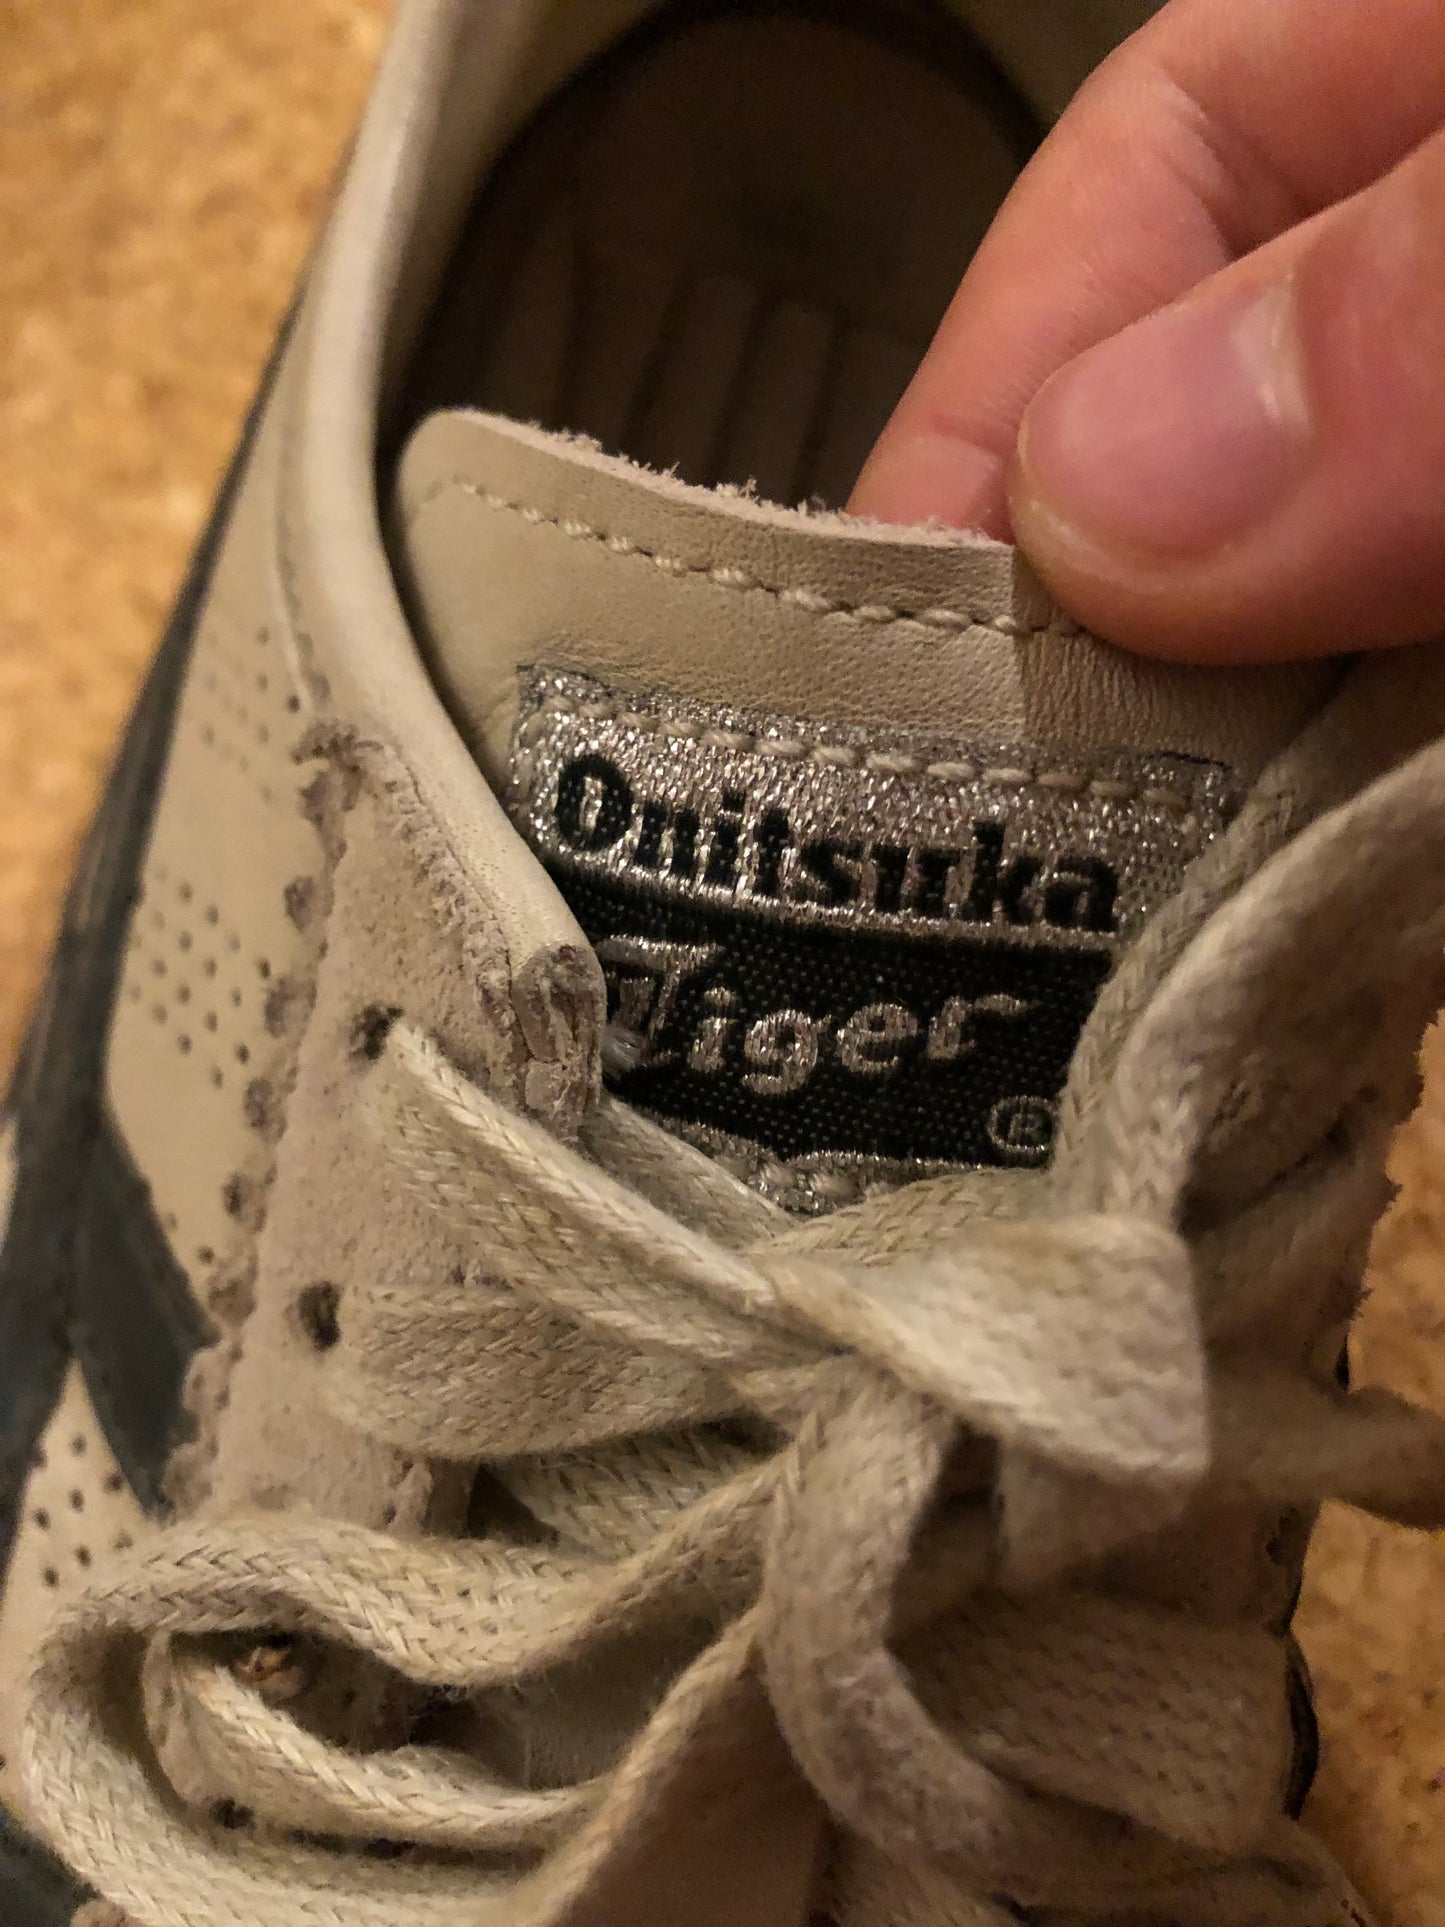 Onitsuka
Tiger
®